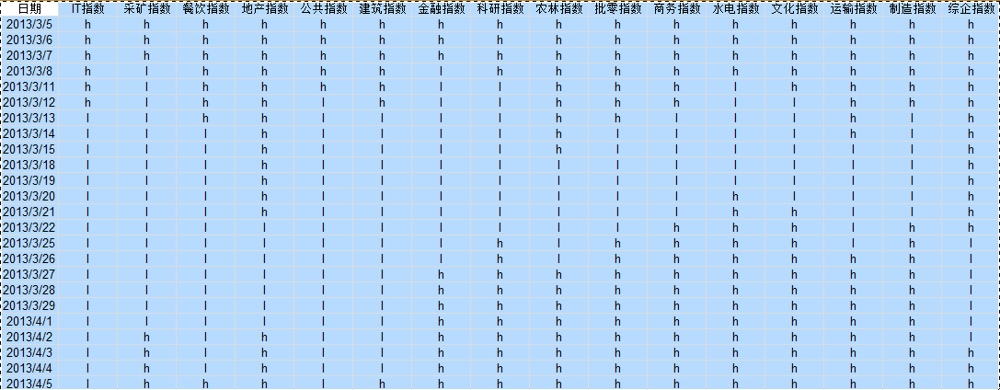 日期 IT指数 采矿指数 餐饮指数 地产指数 公共指数 建筑指数 金融指数 科研指数 农林指数 批零指数 商务指数 水电指数 文化指数 运输指数 制造指数 综企指数
2013/3/5 h h h h h h h h h h h h h h h h
2013/3/6 h h h h h h h h h h h h h h h h
2013/3/7 h h h h h h h h h h h h h h h h
2013/3/8 h l h h h h l h h h h h h h h h
2013/3/11 h l h h h h l l h h h l h h h h
2013/3/12 h l h h l h l l h h h l l h h h
2013/3/13 l l h h l l l l h h l l l h l h
2013/3/14 l l l h l l l l h l l l l h l h
2013/3/15 l l l h l l l l h l l l l l l h
2013/3/18 l l l h l l l l l l l l l l l h
2013/3/19 l l l h l l l l l l l l l l l h
2013/3/20 l l l h l l l l l l l h l l l h
2013/3/21 l l l h l l l l l l l h h l l h
2013/3/22 l l l l l l l l l l h h h l h h
2013/3/25 l l l l l l l h l h h h h l h l
2013/3/26 l l l l l l l h l h h h h h h l
2013/3/27 l l l l l l h h h h h h h h h l
2013/3/28 l l l l l l h h h h h h h h h l
2013/3/29 l l l l l l h h h h h h h h h l
2013/4/1 l l l l l l h h h h h h h h h l
2013/4/2 l h l h l l h h h h h h h h h l
2013/4/3 l h l h l l h h h h h h h h h h
2013/4/4 l h l h l l h h h h h h h h h h
2013/4/5 l h h h l h h h h h h h h h h h